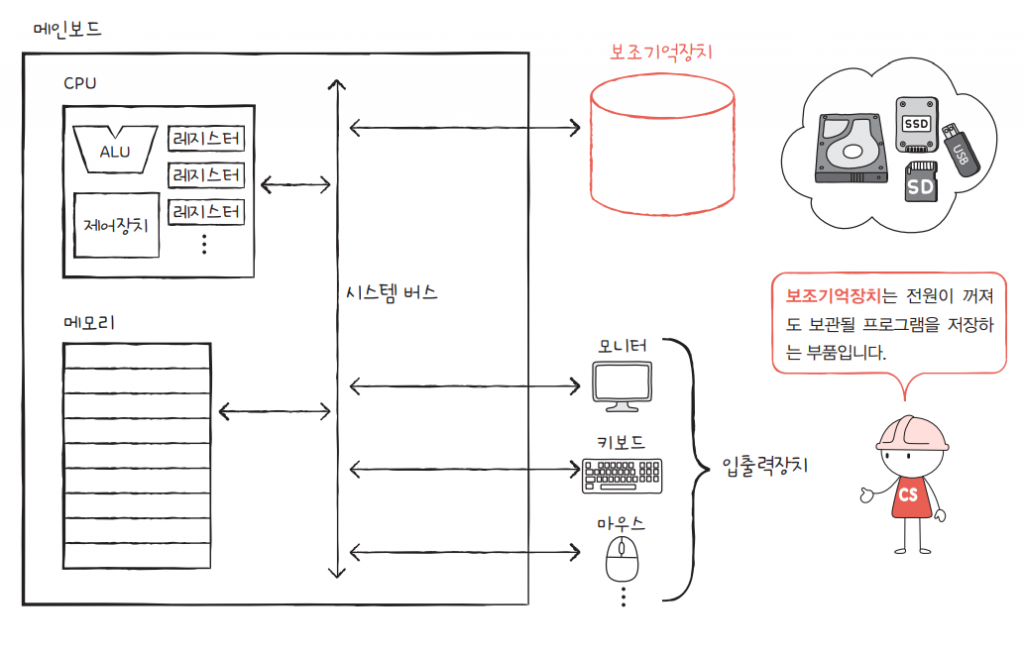 메인보드
CPU
ALU
레지스터
레지스터
레지스터
제어장치
시스템 버스
메모리
보조기억장치
SSD
USB
SD
보조기억장치는 전원이 꺼져
도 보관될 프로그램을 저장하
는 부품입니다.
모니터
키보드
마우스
입출력장치
CS